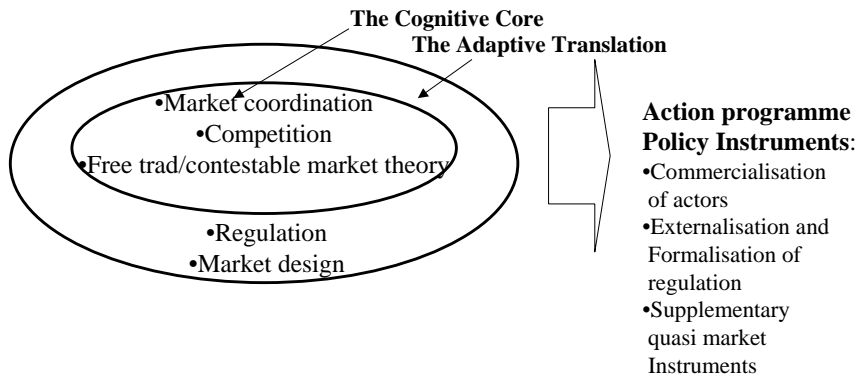 The Cognitive Core
The Adaptive Translation
•Market coordination
•Competition
•Free trad/contestable market theory
•Regulation
•Market design
Action programme
Policy Instruments:
•Commercialisation
of actors
•Externalisation and
Formalisation of
regulation
•Supplementary
quasi market
Instruments